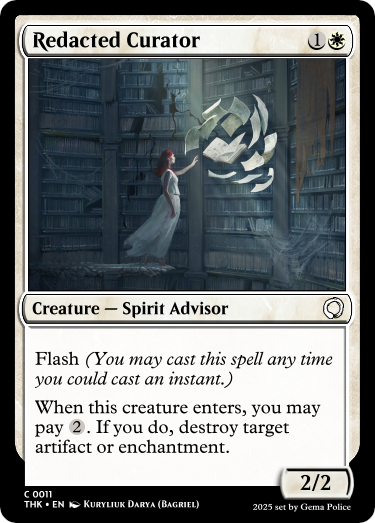 Redacted Curator 1
Creature — Spirit Advisor
Flash (You may cast this spell any time
you could cast an instant.)
When this creature enters, you may
pay 2. If you do, destroy target
artifact or enchantment.
2/2
C 0011
THK • EN Kuryliuk Darya (Bagriel)
2025 set by Gema Police